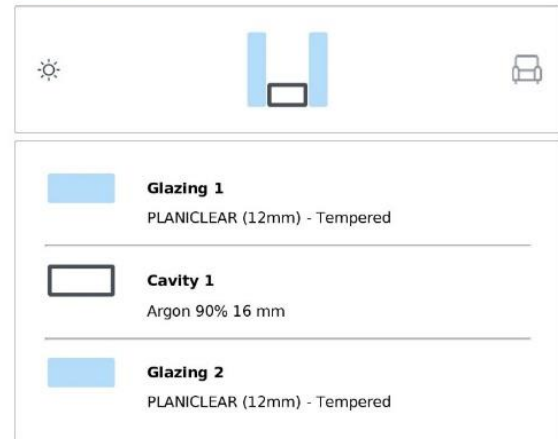 Glazing 1
PLANICLEAR (12mm) - Tempered
Cavity 1
Argon 90% 16 mm
Glazing 2
PLANICLEAR (12mm) - Tempered